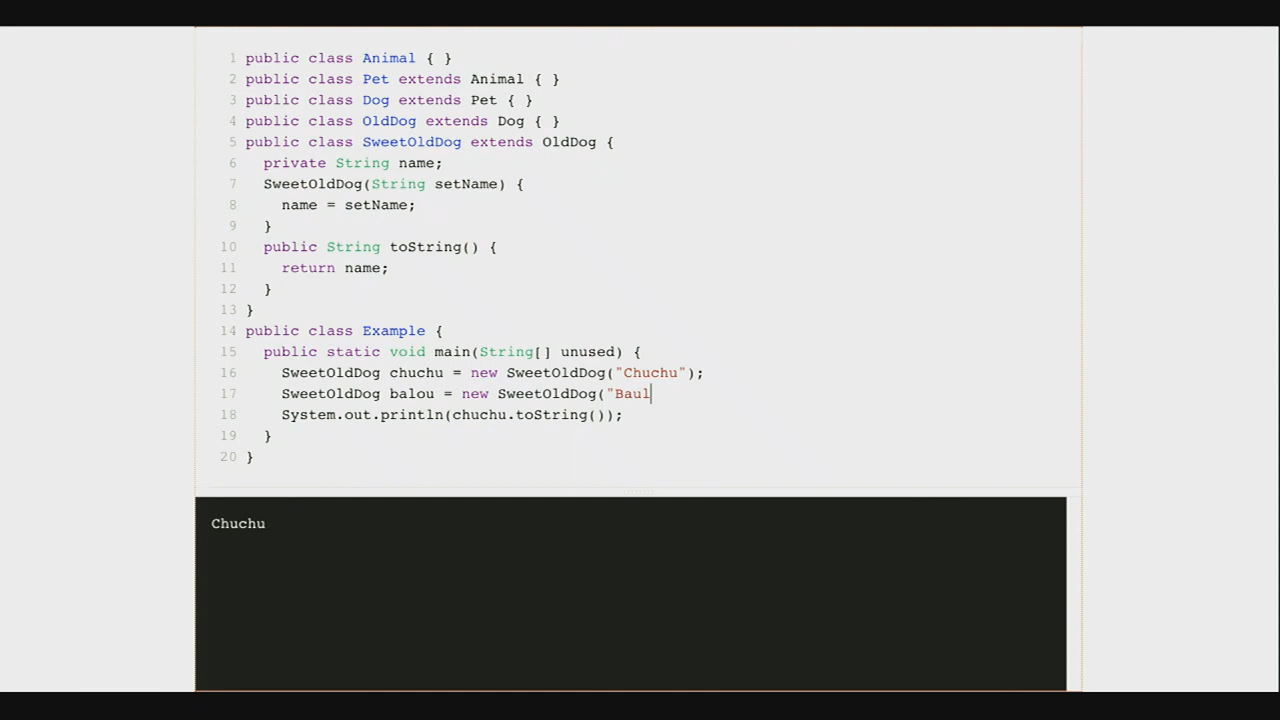 1 public class Animal { }
2 public class Pet extends Animal { }
3 public class Dog extends Pet { }
4 public class OldDog extends Dog { }
5 public class SweetOldDog extends OldDog {
6   private String name;
7   SweetOldDog(String setName) {
8     name = setName;
9   }
10   public String toString() {
11     return name;
12   }
13 }
14 public class Example {
15   public static void main(String[] unused) {
16     SweetOldDog chuchu = new SweetOldDog("Chuchu");
17     SweetOldDog balou = new SweetOldDog("Baul
18     System.out.println(chuchu.toString());
19   }
20 }
Chuchu